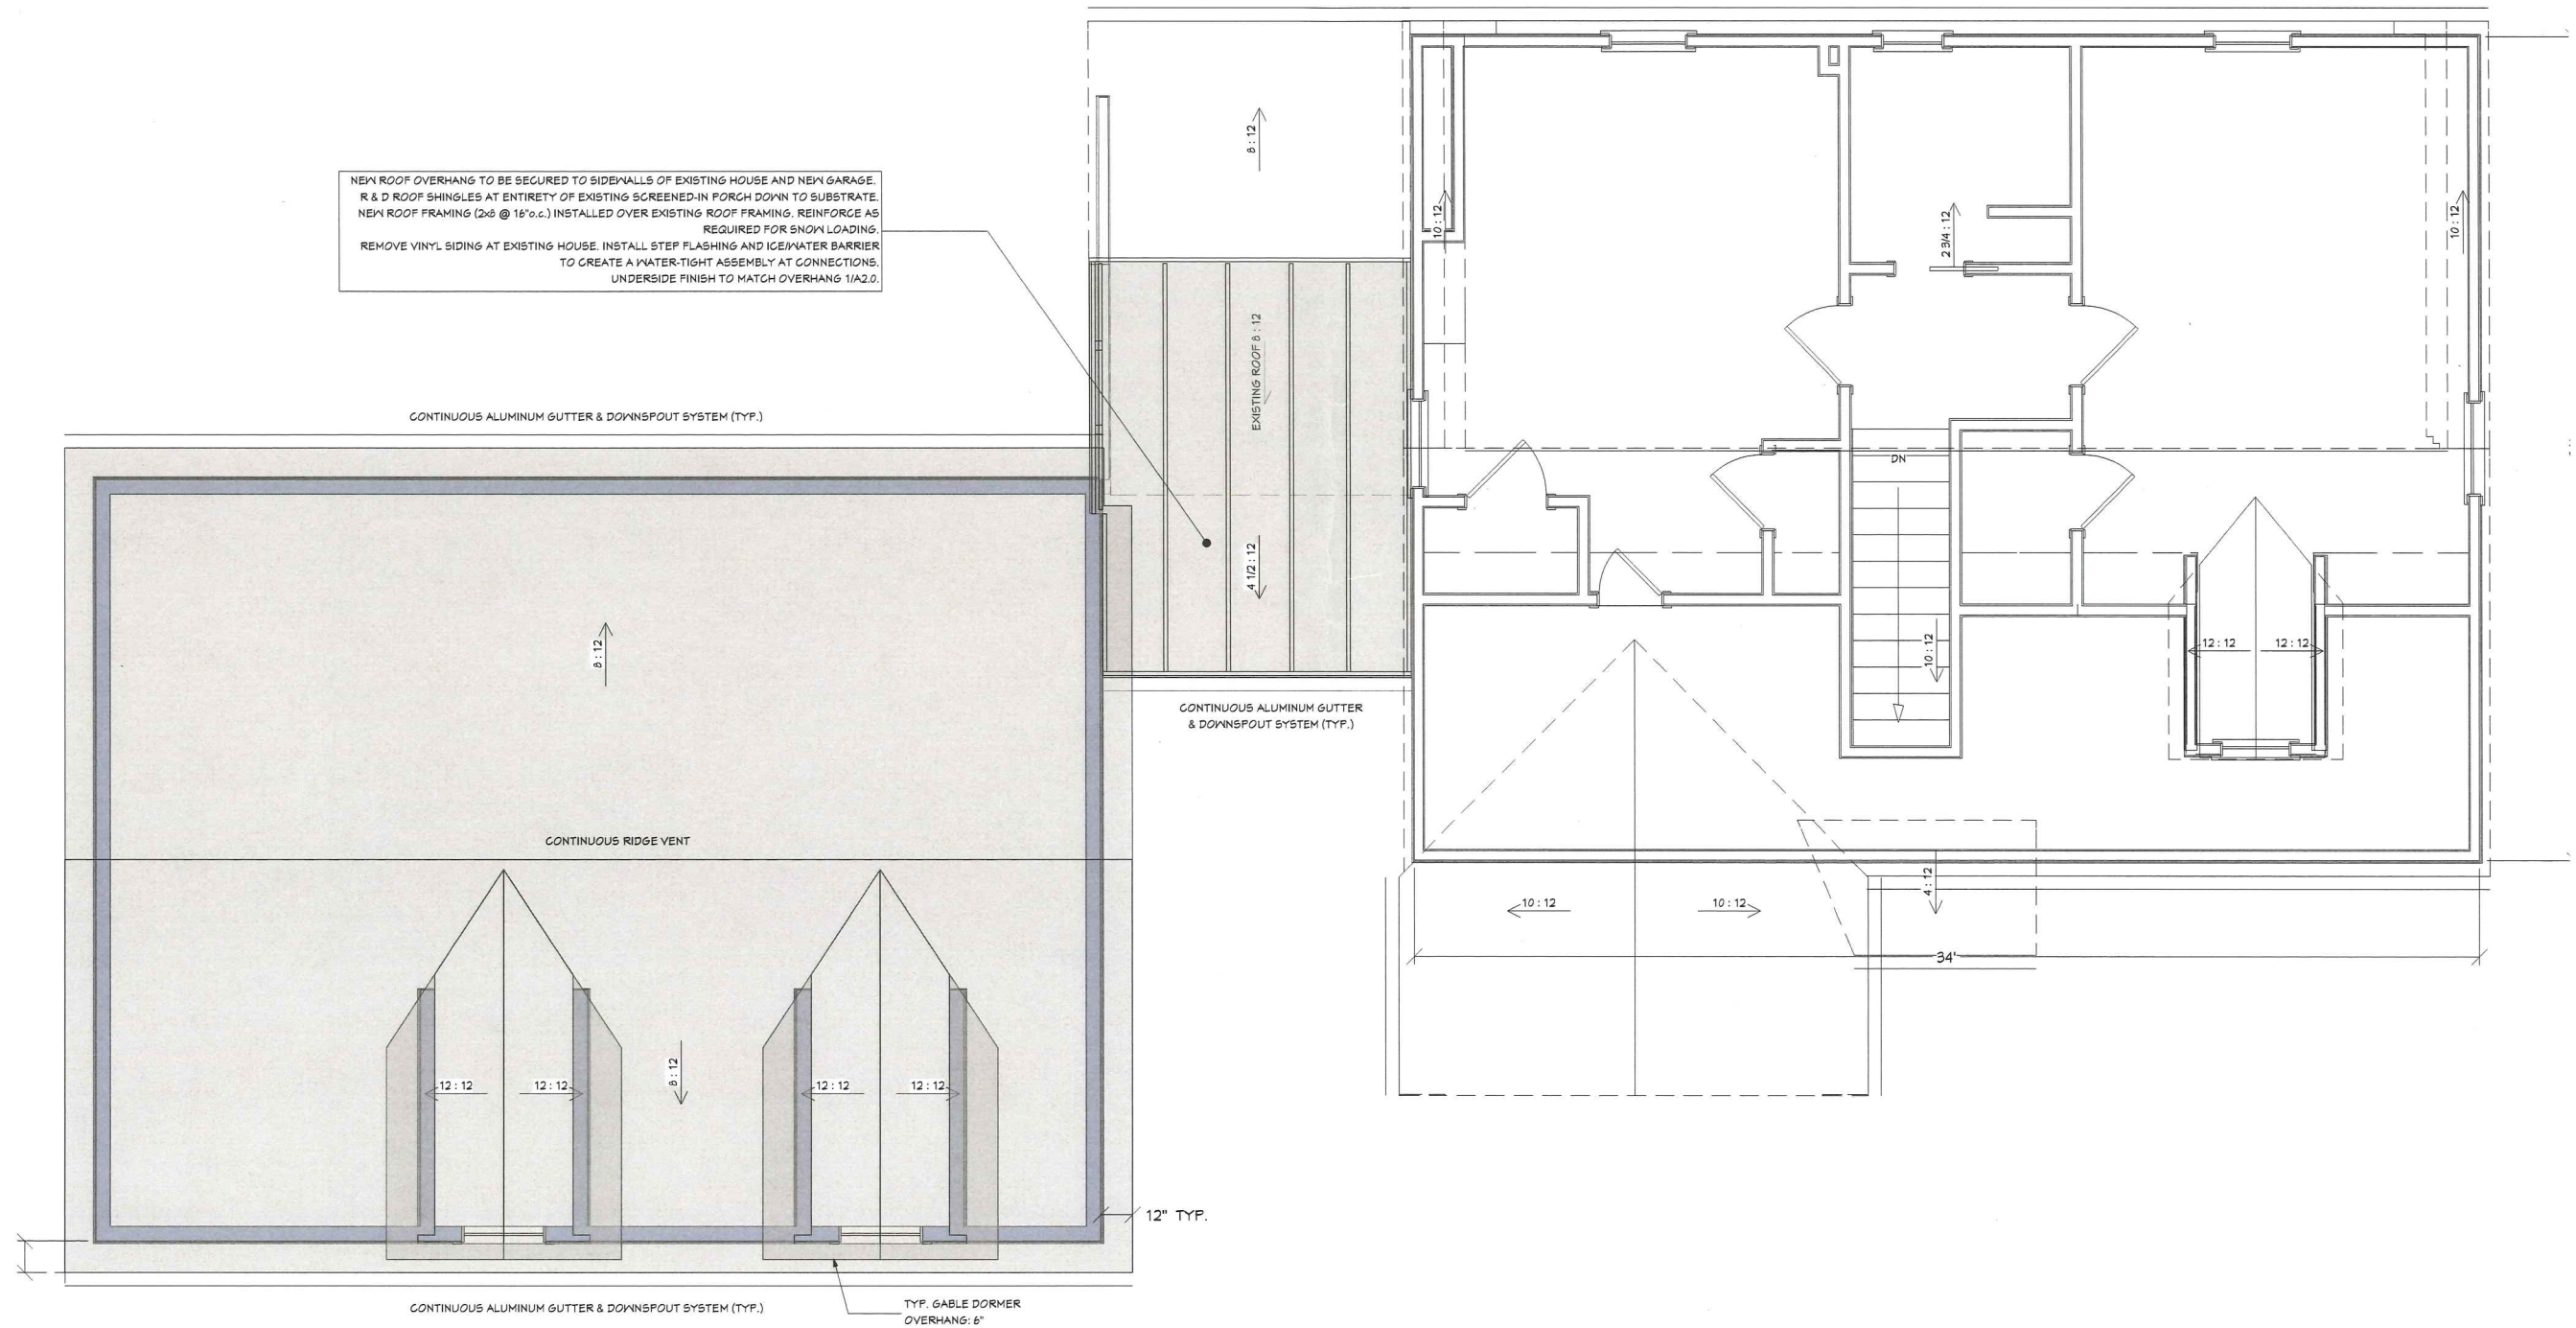 8 : 12
NEW ROOF OVERHANG TO BE SECURED TO SIDEWALLS OF EXISTING HOUSE AND NEW GARAGE.
R & D ROOF SHINGLES AT ENTIRETY OF EXISTING SCREENED-IN PORCH DOWN TO SUBSTRATE.
NEW ROOF FRAMING (2x8 @ 16"o.c.) INSTALLED OVER EXISTING ROOF FRAMING. REINFORCE AS
REQUIRED FOR SNOW LOADING.
REMOVE VINYL SIDING AT EXISTING HOUSE. INSTALL STEP FLASHING AND ICE/WATER BARRIER
TO CREATE A WATER-TIGHT ASSEMBLY AT CONNECTIONS.
UNDERSIDE FINISH TO MATCH OVERHANG 1/A2.0.
10 : 12
2 3/4 : 12
10 : 12
EXISTING ROOF 8 : 12
CONTINUOUS ALUMINUM GUTTER & DOWNSPOUT SYSTEM (TYP.)
DN
4 1/2 : 12
8 : 12
10 : 12
12 : 12
12 : 12
CONTINUOUS ALUMINUM GUTTER
& DOWNSPOUT SYSTEM (TYP.)
CONTINUOUS RIDGE VENT
4 : 12
10 : 12
10 : 12
34'
8 : 12
12 : 12
12 : 12
12 : 12
12 : 12
12" TYP.
CONTINUOUS ALUMINUM GUTTER & DOWNSPOUT SYSTEM (TYP.)
TYP. GABLE DORMER
OVERHANG: 6"